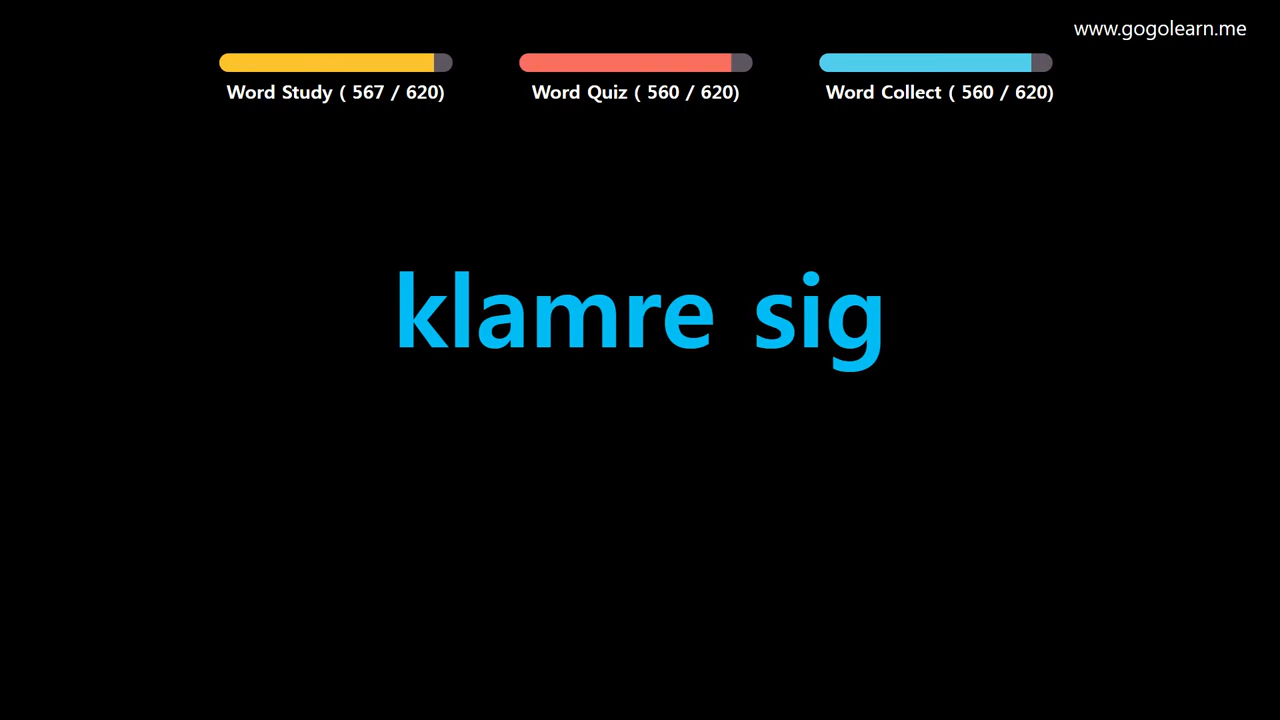 www.gogolearn.me
Word Study ( 567 / 620)
Word Quiz ( 560 / 620)
Word Collect ( 560 / 620)
klamre sig